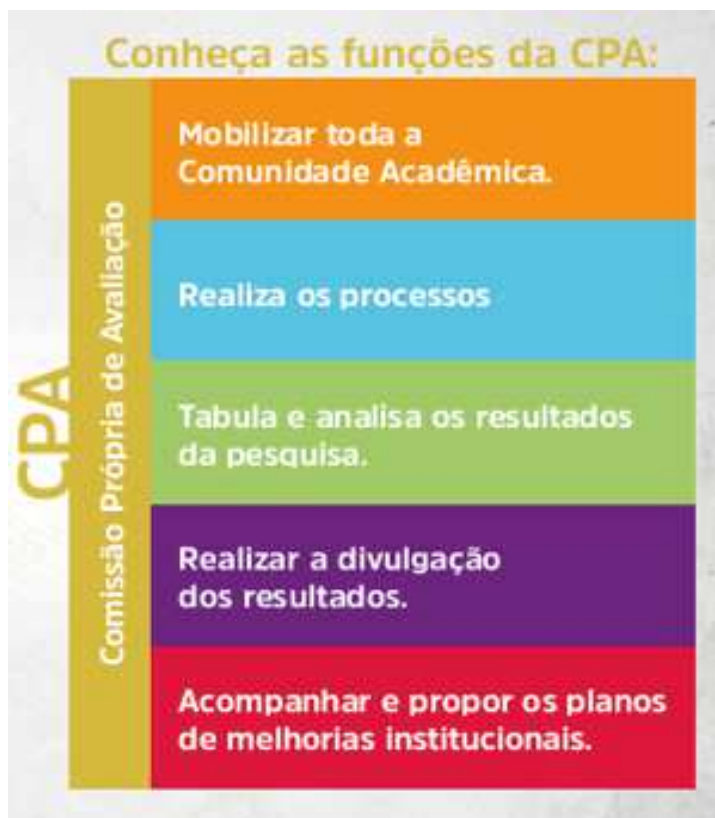 Conheça as funções da CPA:
CPA
Comissão Própria de Avaliação
Mobilizar toda a
Comunidade Acadêmica.
Realiza os processos
Tabula e analisa os resultados
da pesquisa.
Realizar a divulgação
dos resultados.
Acompanhar e propor os planos
de melhorias institucionais.